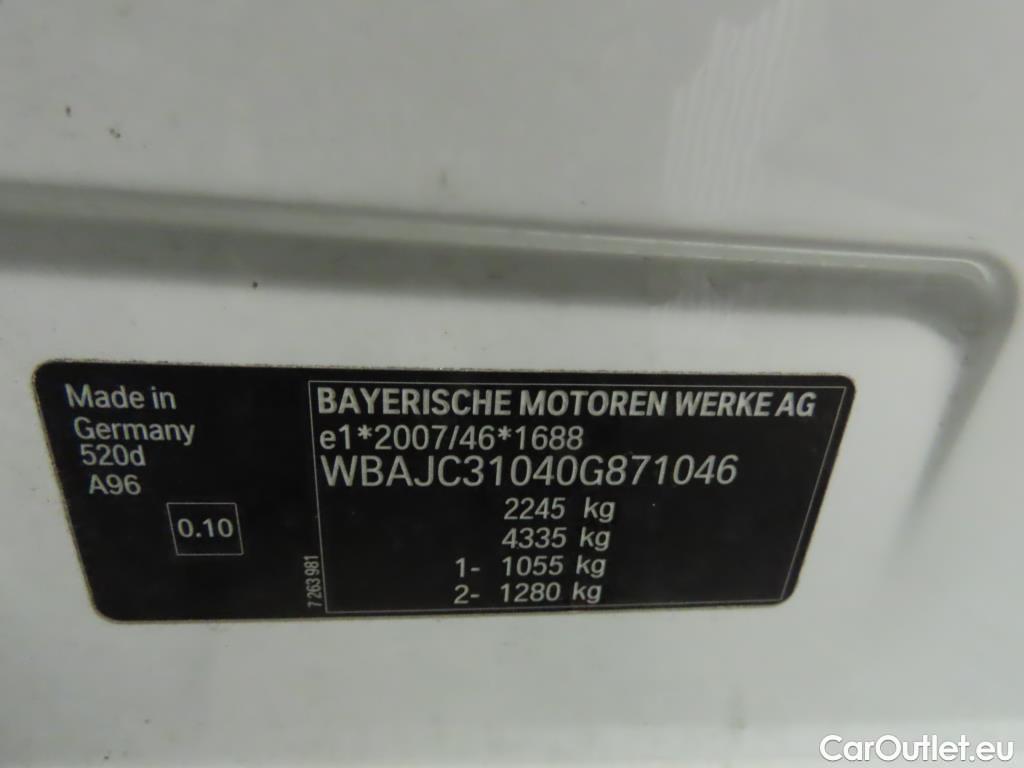 Made in
Germany
520d
A96
0.10
7 263 981
BAYERISCHE MOTOREN WERKE AG
e1*2007/46*1688
WBAJC31040G871046
2245 kg
4335 kg
1- 1055 kg
2- 1280 kg
CarOutlet.eu